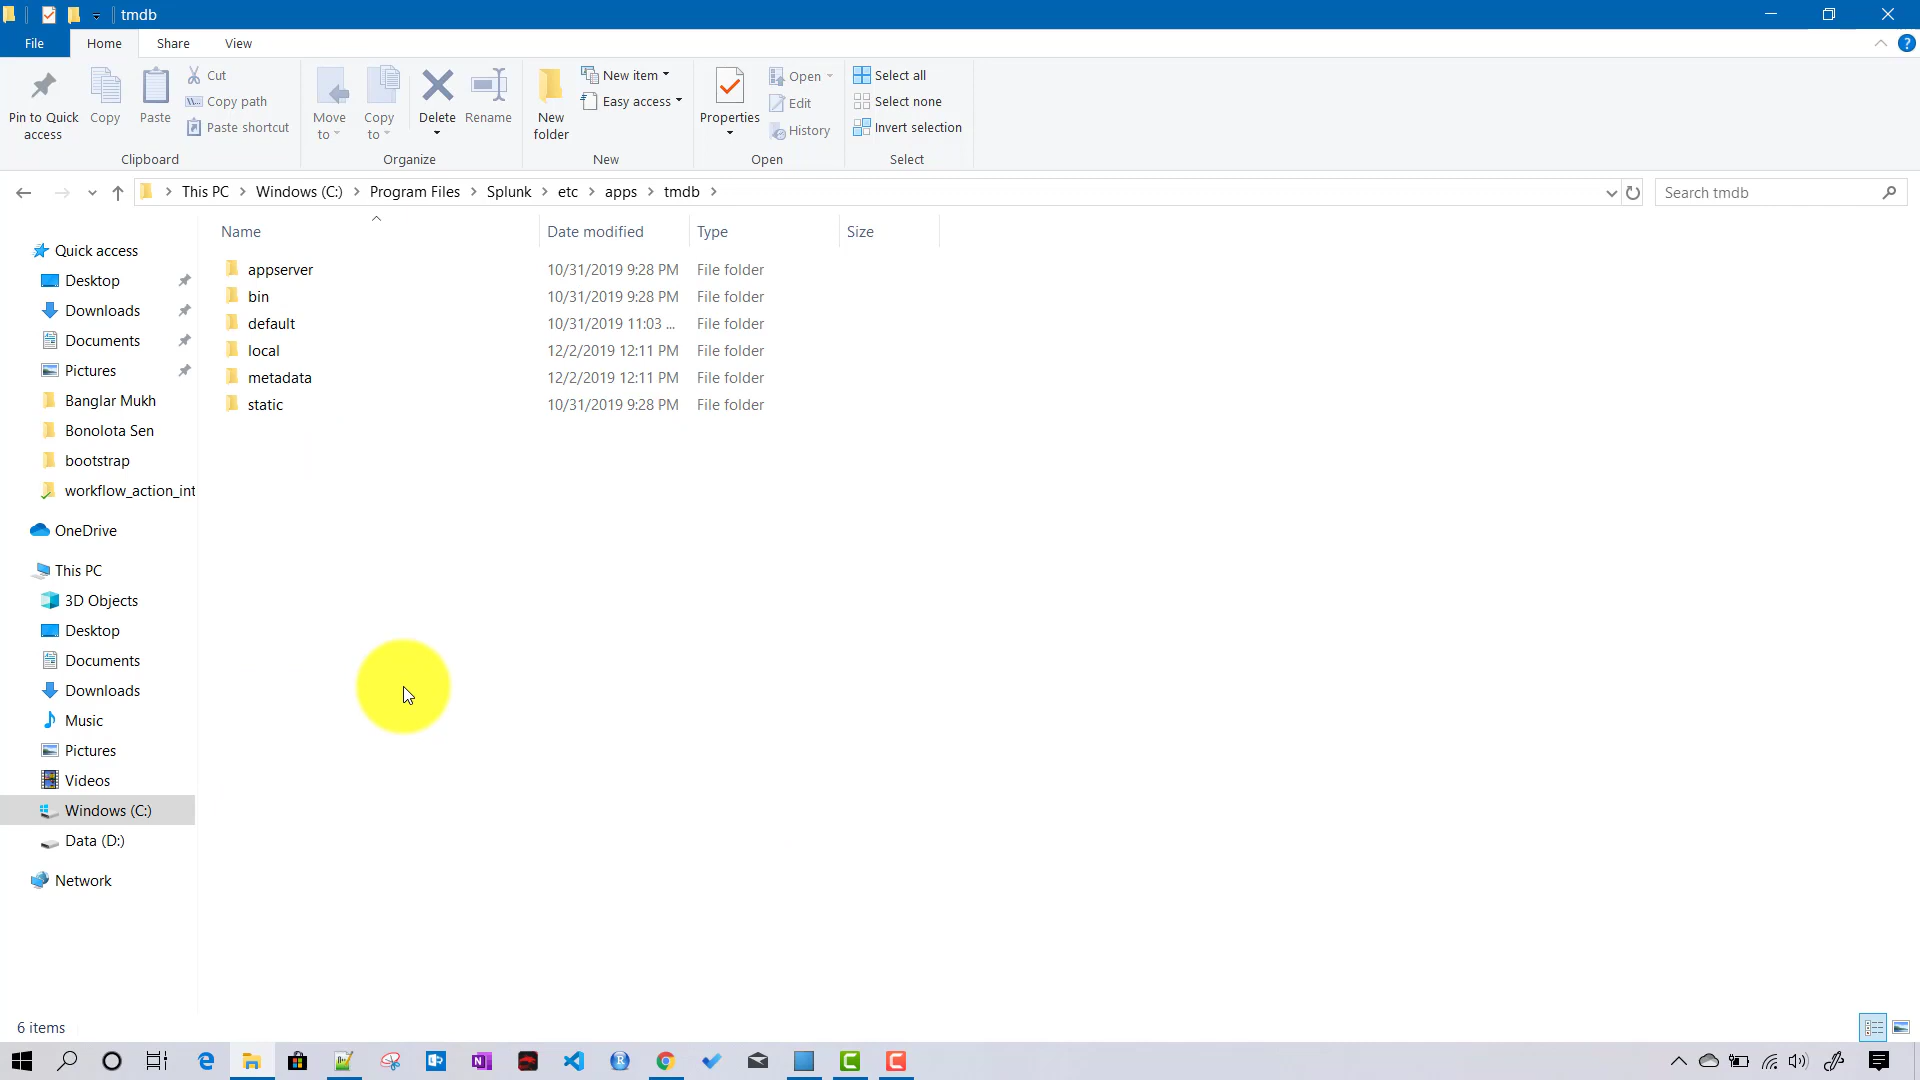 tmdb
File Home Share View
Pin to Quick access
Copy
Paste
Cut
Copy path
Paste shortcut
Clipboard
Move to
Copy to
Delete
Rename
Organize
New folder
New item
Easy access
New
Properties
Open
Edit
History
Open
Select all
Select none
Invert selection
Select
This PC Windows (C:) Program Files Splunk etc apps tmdb
Search tmdb
Name Date modified Type Size
appserver 10/31/2019 9:28 PM File folder
bin 10/31/2019 9:28 PM File folder
default 10/31/2019 11:03 ... File folder
local 12/2/2019 12:11 PM File folder
metadata 12/2/2019 12:11 PM File folder
static 10/31/2019 9:28 PM File folder
Quick access
Desktop
Downloads
Documents
Pictures
Banglar Mukh
Bonolota Sen
bootstrap
workflow_action_int
OneDrive
This PC
3D Objects
Desktop
Documents
Downloads
Music
Pictures
Videos
Windows (C:)
Data (D:)
Network
6 items